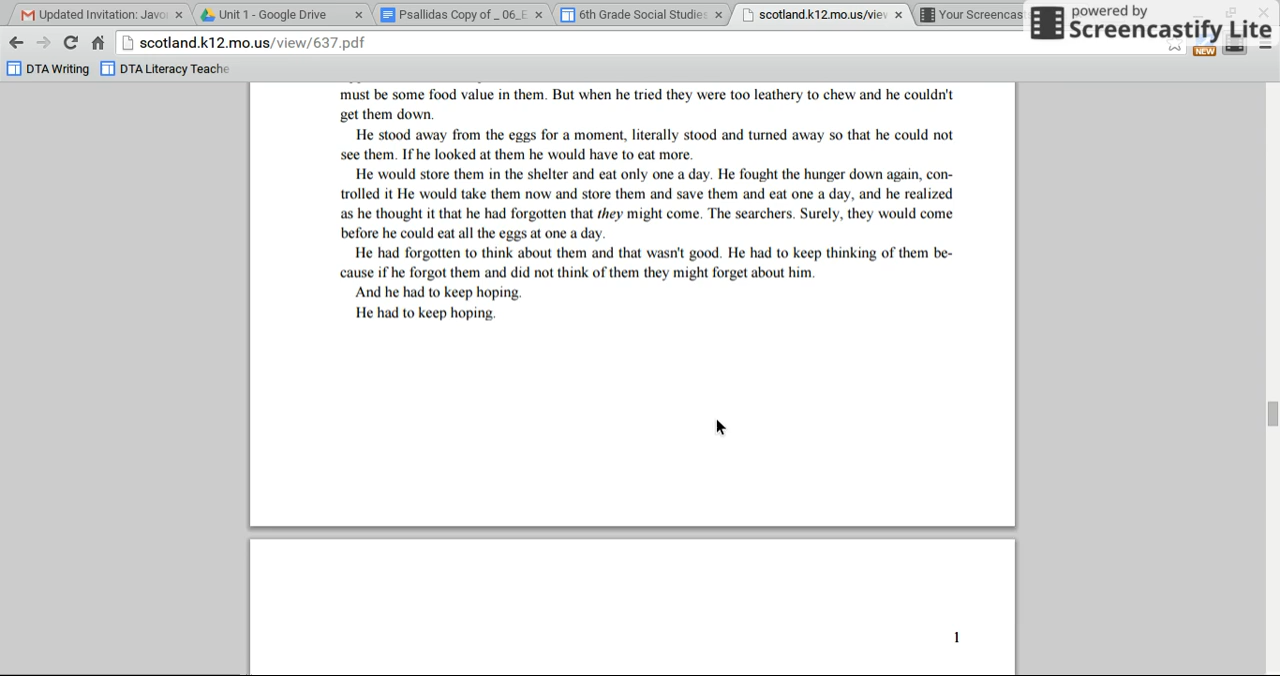 Updated Invitation: Javo
Unit 1 - Google Drive
Psallidas Copy of _ 06_E
6th Grade Social Studies
scotland.k12.mo.us/view
Your Screencas
powered by
Screencastify Lite
scotland.k12.mo.us/view/637.pdf
NEW
DTA Writing
DTA Literacy Teache
must be some food value in them. But when he tried they were too leathery to chew and he couldn't
get them down.
He stood away from the eggs for a moment, literally stood and turned away so that he could not
see them. If he looked at them he would have to eat more.
He would store them in the shelter and eat only one a day. He fought the hunger down again, con-
trolled it He would take them now and store them and save them and eat one a day, and he realized
as he thought it that he had forgotten that they might come. The searchers. Surely, they would come
before he could eat all the eggs at one a day.
He had forgotten to think about them and that wasn't good. He had to keep thinking of them be-
cause if he forgot them and did not think of them they might forget about him.
And he had to keep hoping.
He had to keep hoping.
1